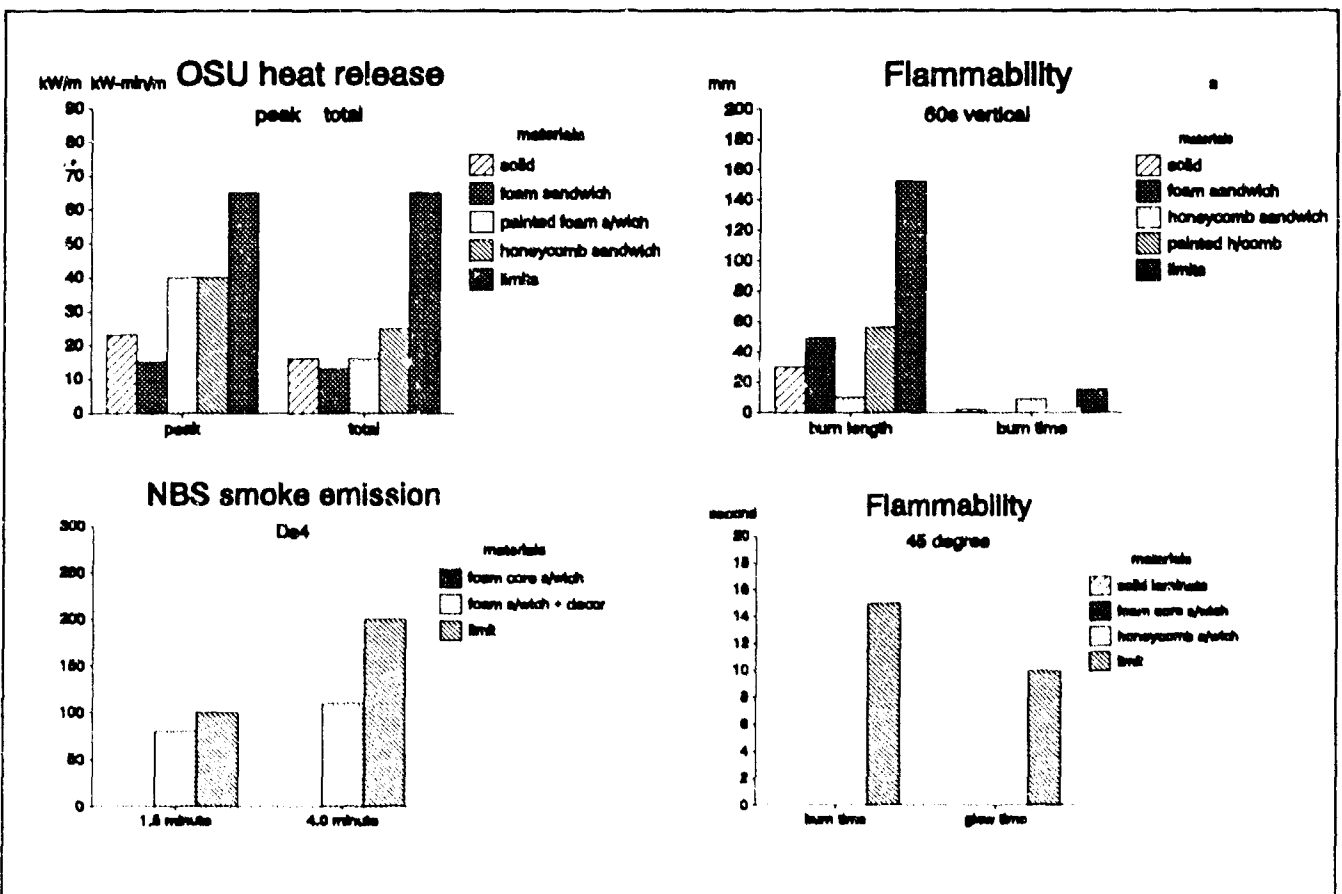 OSU heat release
kW/m kW-min/m
peak total
90
80
70
60
50
40
30
20
10
0
peak
total
materials
solid
foam sandwich
painted foam s/wich
honeycomb sandwich
limits
Flammability
mm
s
60s vertical
200
180
160
140
120
100
80
60
40
20
0
burn length
burn time
materials
solid
foam sandwich
honeycomb sandwich
painted h/comb
limits
NBS smoke emission
Ds4
300
250
200
150
100
50
0
1.5 minute
4.0 minute
materials
foam core s/wich
foam s/wich + decor
limit
Flammability
second
45 degree
20
18
16
14
12
10
8
6
4
2
0
burn time
glow time
materials
solid laminate
foam core s/wich
honeycomb s/wich
limit